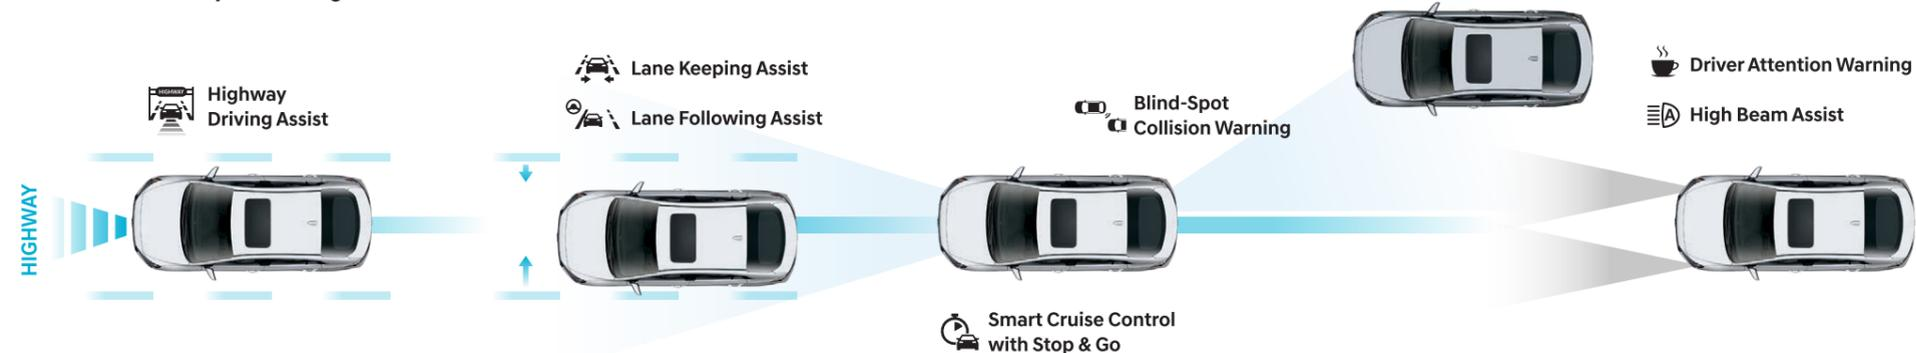 HIGHWAY
HIGHWAY
Highway
Driving Assist
Lane Keeping Assist
Lane Following Assist
Blind-Spot
Collision Warning
Smart Cruise Control
with Stop & Go
Driver Attention Warning
A
High Beam Assist